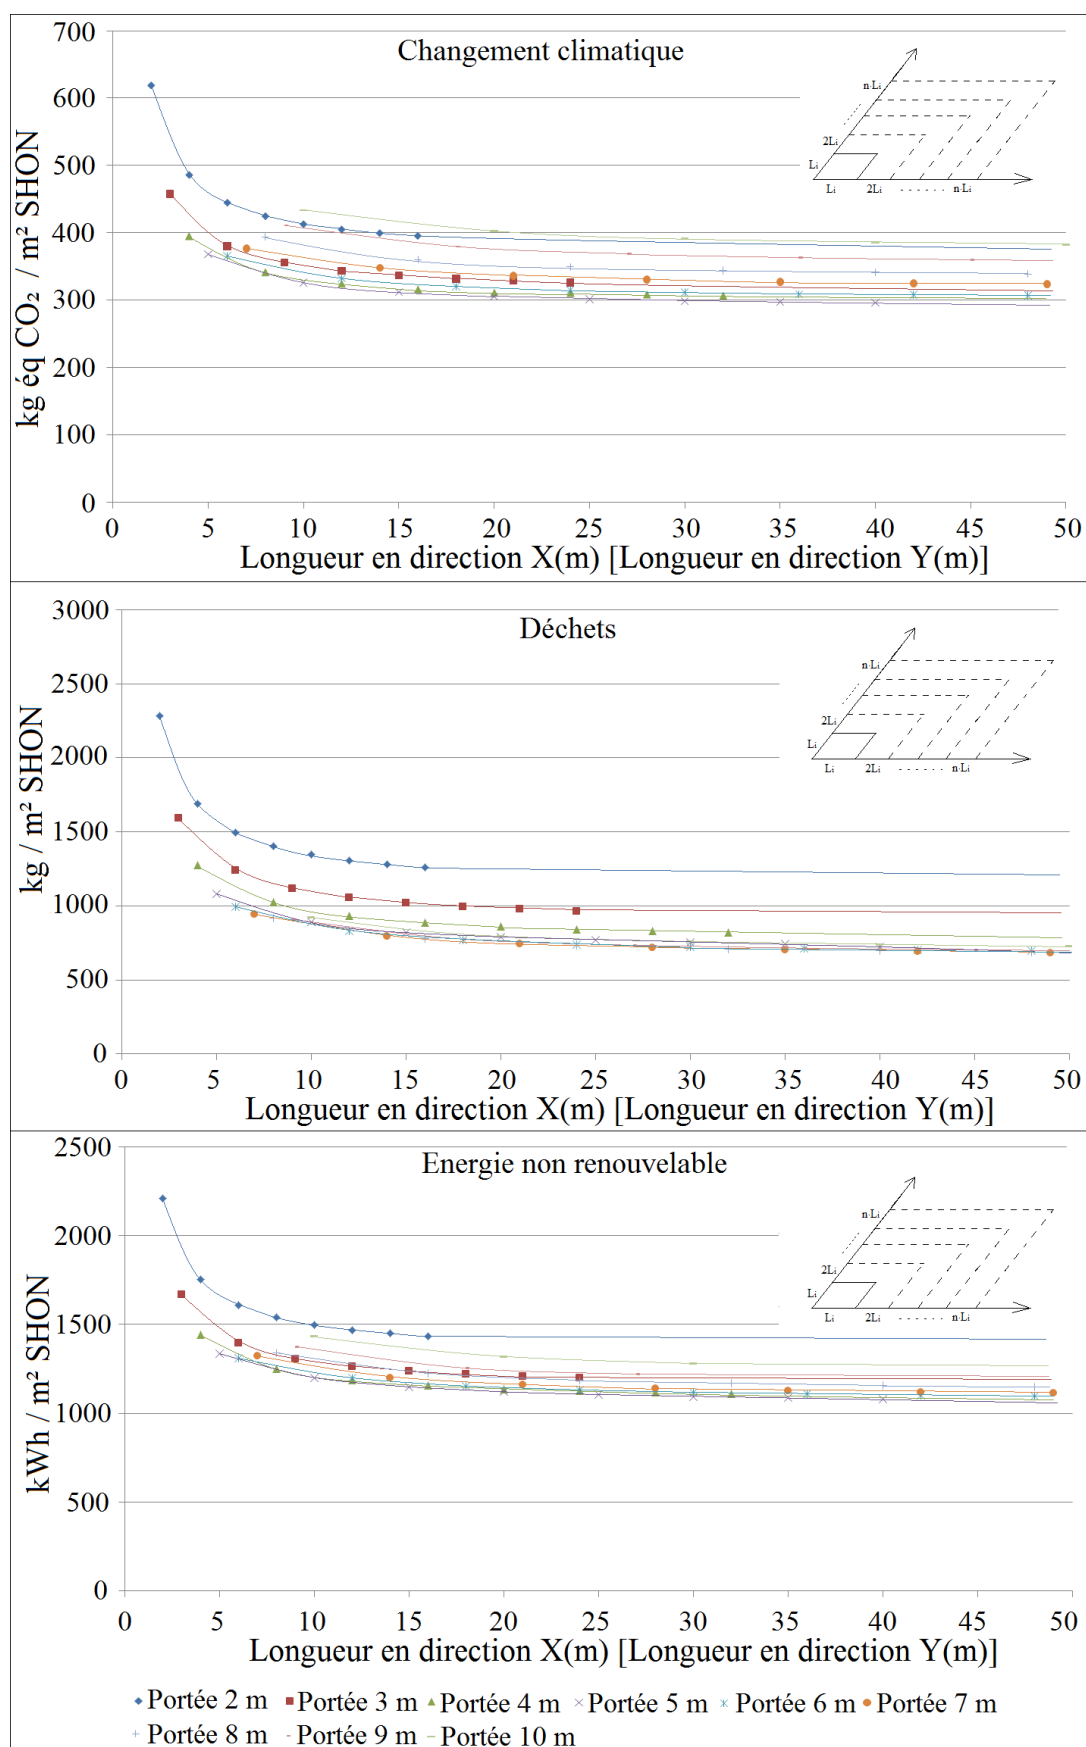 Changement climatique
kg éq CO₂ / m² SHON
700
600
500
400
300
200
100
0
0 5 10 15 20 25 30 35 40 45 50
Longueur en direction X(m) [Longueur en direction Y(m)]
n·Li
2Li
Li
Li 2Li ...... n·Li
Déchets
kg / m² SHON
3000
2500
2000
1500
1000
500
0
0 5 10 15 20 25 30 35 40 45 50
Longueur en direction X(m) [Longueur en direction Y(m)]
n·Li
2Li
Li
Li 2Li ...... n·Li
Energie non renouvelable
kWh / m² SHON
2500
2000
1500
1000
500
0
0 5 10 15 20 25 30 35 40 45 50
Longueur en direction X(m) [Longueur en direction Y(m)]
n·Li
2Li
Li
Li 2Li ...... n·Li
Portée 2 m Portée 3 m Portée 4 m Portée 5 m Portée 6 m Portée 7 m
Portée 8 m Portée 9 m Portée 10 m